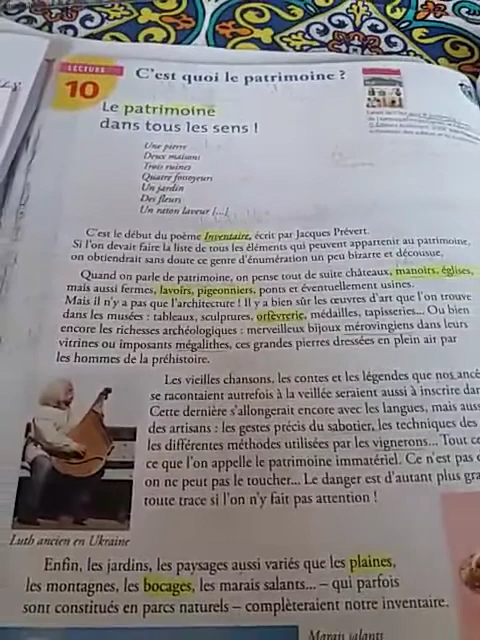 LECTURE
10
C'est quoi le patrimoine ?
Le patrimoine
dans tous les sens !
Une pierre
Deux maisons
Trois ruines
Quatre fossoyeurs
Un jardin
Des fleurs
Un raton laveur [...]
C'est le début du poème Inventaire, écrit par Jacques Prévert.
Si l'on devait faire la liste de tous les éléments qui peuvent appartenir au patrimoine,
on obtiendrait sans doute ce genre d'énumération un peu bizarre et décousue.
Quand on parle de patrimoine, on pense tout de suite châteaux, manoirs, églises,
mais aussi fermes, lavoirs, pigeonniers, ponts et éventuellement usines.
Mais il n'y a pas que l'architecture ! Il y a bien sûr les œuvres d'art que l'on trouve
dans les musées : tableaux, sculptures, orfèvrerie, médailles, tapisseries... Ou bien
encore les richesses archéologiques : merveilleux bijoux mérovingiens dans leurs
vitrines ou imposants mégalithes, ces grandes pierres dressées en plein air par
les hommes de la préhistoire.
Les vieilles chansons, les contes et les légendes que nos ancê
se racontaient autrefois à la veillée seraient aussi à inscrire dan
Cette dernière s'allongerait encore avec les langues, mais auss
des artisans : les gestes précis du sabotier, les techniques des
les différentes méthodes utilisées par les vignerons... Tout ce
ce que l'on appelle le patrimoine immatériel. Ce n'est pas
on ne peut pas le toucher... Le danger est d'autant plus gra
toute trace si l'on n'y fait pas attention !
Luth ancien en Ukraine
Enfin, les jardins, les paysages aussi variés que les plaines,
les montagnes, les bocages, les marais salants... – qui parfois
sont constitués en parcs naturels – compléteraient notre inventaire.
Marais salants